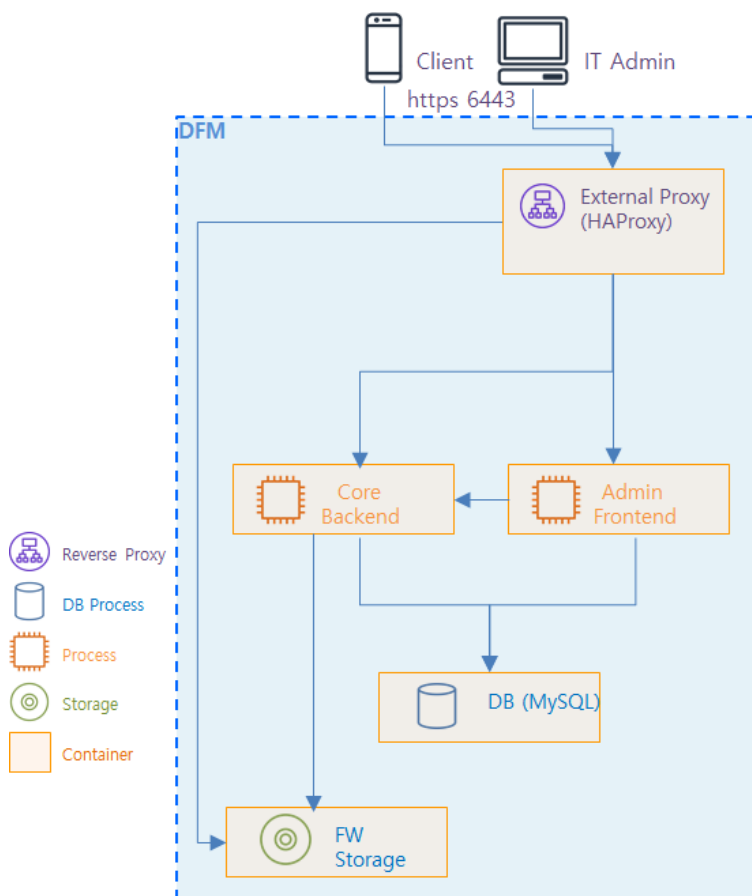 Client
IT Admin
https 6443
DFM
External Proxy
(HAProxy)
Core
Backend
Admin
Frontend
Reverse Proxy
DB Process
Process
Storage
Container
DB (MySQL)
FW
Storage